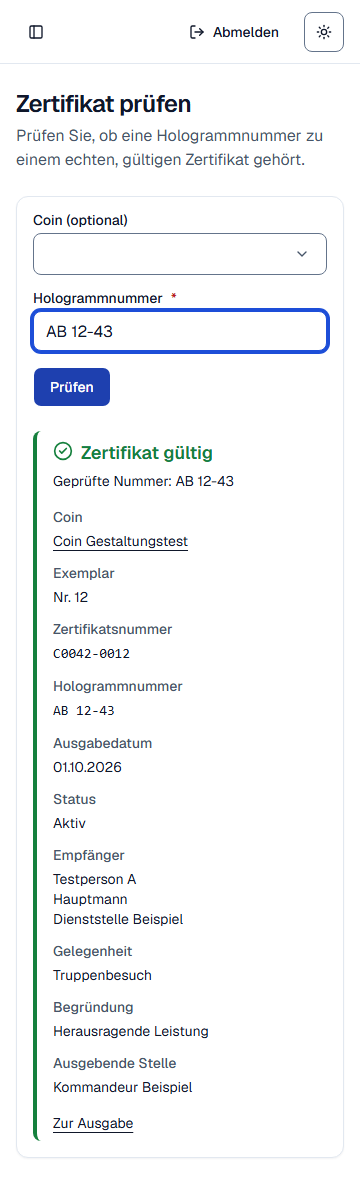 Abmelden
Zertifikat prüfen
Prüfen Sie, ob eine Hologrammnummer zu
einem echten, gültigen Zertifikat gehört.
Coin (optional)
Hologrammnummer *
AB 12-43
Prüfen
Zertifikat gültig
Geprüfte Nummer: AB 12-43
Coin
Coin Gestaltungstest
Exemplar
Nr. 12
Zertifikatsnummer
C0042-0012
Hologrammnummer
AB 12-43
Ausgabedatum
01.10.2026
Status
Aktiv
Empfänger
Testperson A
Hauptmann
Dienststelle Beispiel
Gelegenheit
Truppenbesuch
Begründung
Herausragende Leistung
Ausgebende Stelle
Kommandeur Beispiel
Zur Ausgabe